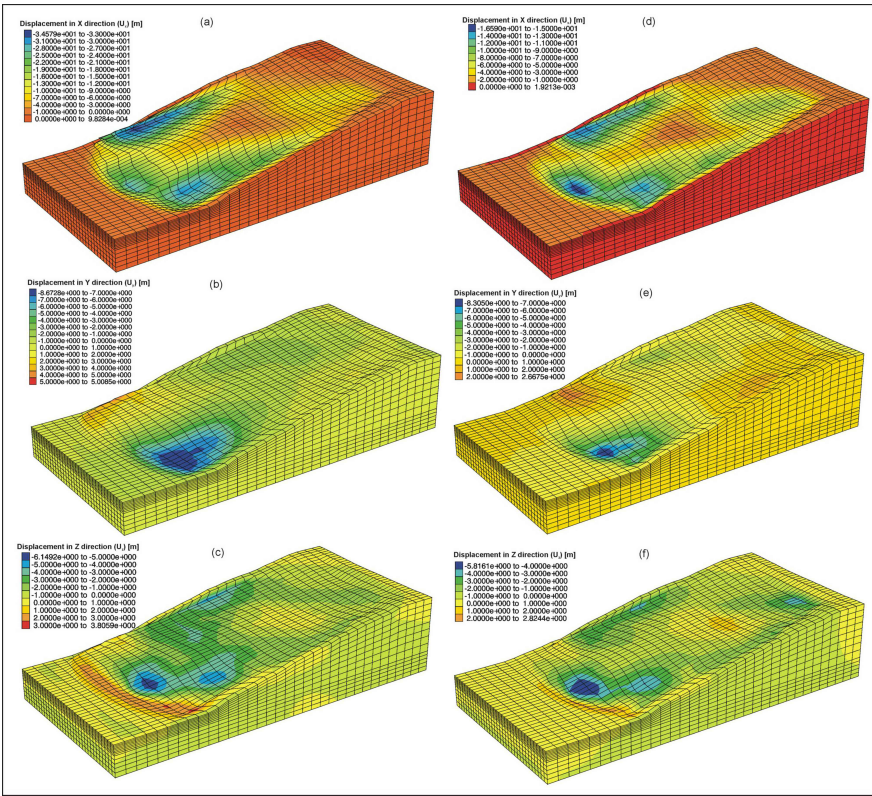 (a)
Displacement in X direction (Uₓ) [m]
-3.4579e+001 to -3.3000e+001
-3.1000e+001 to -3.0000e+001
-2.8000e+001 to -2.7000e+001
-2.5000e+001 to -2.4000e+001
-2.2000e+001 to -2.1000e+001
-1.9000e+001 to -1.8000e+001
-1.6000e+001 to -1.5000e+001
-1.3000e+001 to -1.2000e+001
-1.0000e+001 to -9.0000e+000
-7.0000e+000 to -6.0000e+000
-4.0000e+000 to -3.0000e+000
-1.0000e+000 to 0.0000e+000
0.0000e+000 to 9.8284e-004
(d)
Displacement in X direction (Uₓ) [m]
-1.6590e+001 to -1.5000e+001
-1.4000e+001 to -1.3000e+001
-1.2000e+001 to -1.1000e+001
-1.0000e+001 to -9.0000e+000
-8.0000e+000 to -7.0000e+000
-6.0000e+000 to -5.0000e+000
-4.0000e+000 to -3.0000e+000
-2.0000e+000 to -1.0000e+000
0.0000e+000 to 1.9213e-003
(b)
Displacement in Y direction (Uᵧ) [m]
-8.6728e+000 to -7.0000e+000
-7.0000e+000 to -6.0000e+000
-6.0000e+000 to -5.0000e+000
-5.0000e+000 to -4.0000e+000
-4.0000e+000 to -3.0000e+000
-3.0000e+000 to -2.0000e+000
-2.0000e+000 to -1.0000e+000
-1.0000e+000 to 0.0000e+000
0.0000e+000 to 1.0000e+000
1.0000e+000 to 2.0000e+000
2.0000e+000 to 3.0000e+000
3.0000e+000 to 4.0000e+000
4.0000e+000 to 5.0000e+000
5.0000e+000 to 5.0085e+000
(e)
Displacement in Y direction (Uᵧ) [m]
-8.3050e+000 to -7.0000e+000
-7.0000e+000 to -6.0000e+000
-6.0000e+000 to -5.0000e+000
-5.0000e+000 to -4.0000e+000
-4.0000e+000 to -3.0000e+000
-3.0000e+000 to -2.0000e+000
-2.0000e+000 to -1.0000e+000
-1.0000e+000 to 0.0000e+000
0.0000e+000 to 1.0000e+000
1.0000e+000 to 2.0000e+000
2.0000e+000 to 2.6675e+000
(c)
Displacement in Z direction (U₂) [m]
-6.1492e+000 to -5.0000e+000
-5.0000e+000 to -4.0000e+000
-4.0000e+000 to -3.0000e+000
-3.0000e+000 to -2.0000e+000
-2.0000e+000 to -1.0000e+000
-1.0000e+000 to 0.0000e+000
0.0000e+000 to 1.0000e+000
1.0000e+000 to 2.0000e+000
2.0000e+000 to 3.0000e+000
3.0000e+000 to 3.8059e+000
(f)
Displacement in Z direction (U₂) [m]
-5.8161e+000 to -4.0000e+000
-4.0000e+000 to -3.0000e+000
-3.0000e+000 to -2.0000e+000
-2.0000e+000 to -1.0000e+000
-1.0000e+000 to 0.0000e+000
0.0000e+000 to 1.0000e+000
1.0000e+000 to 2.0000e+000
2.0000e+000 to 2.8244e+000